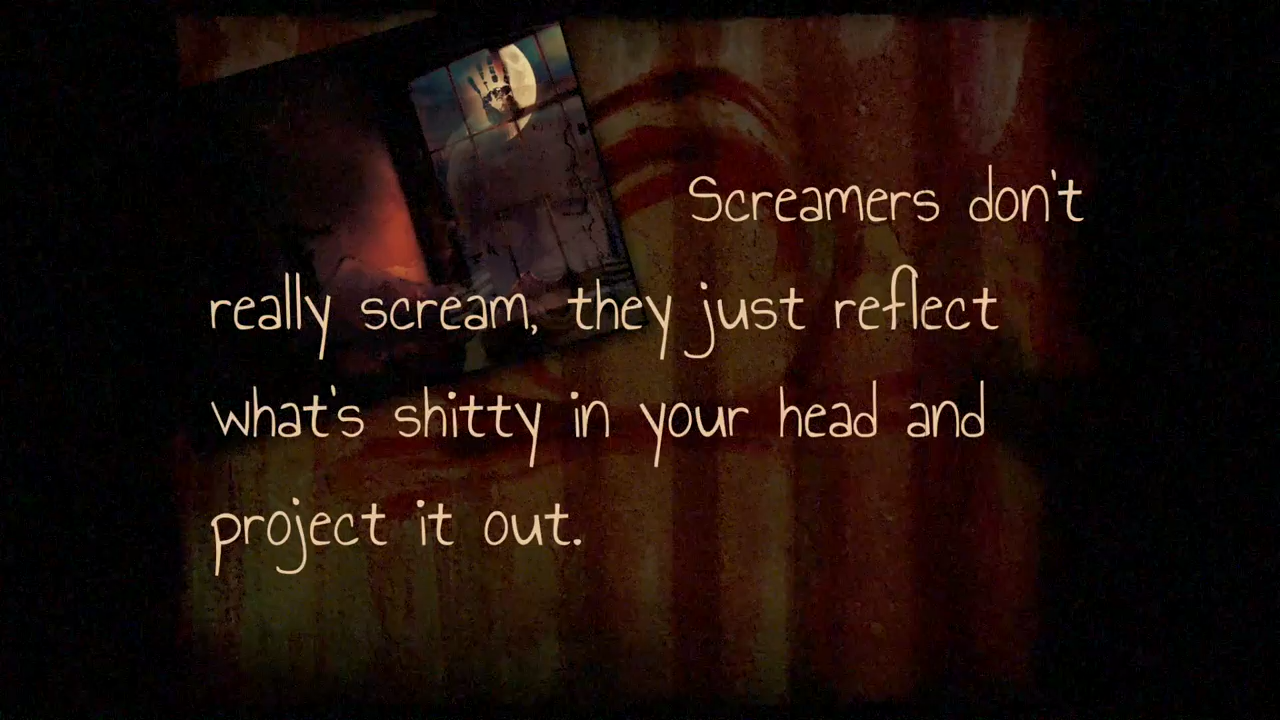 Screamers don't
really scream, they just reflect
what's shitty in your head and
project it out.